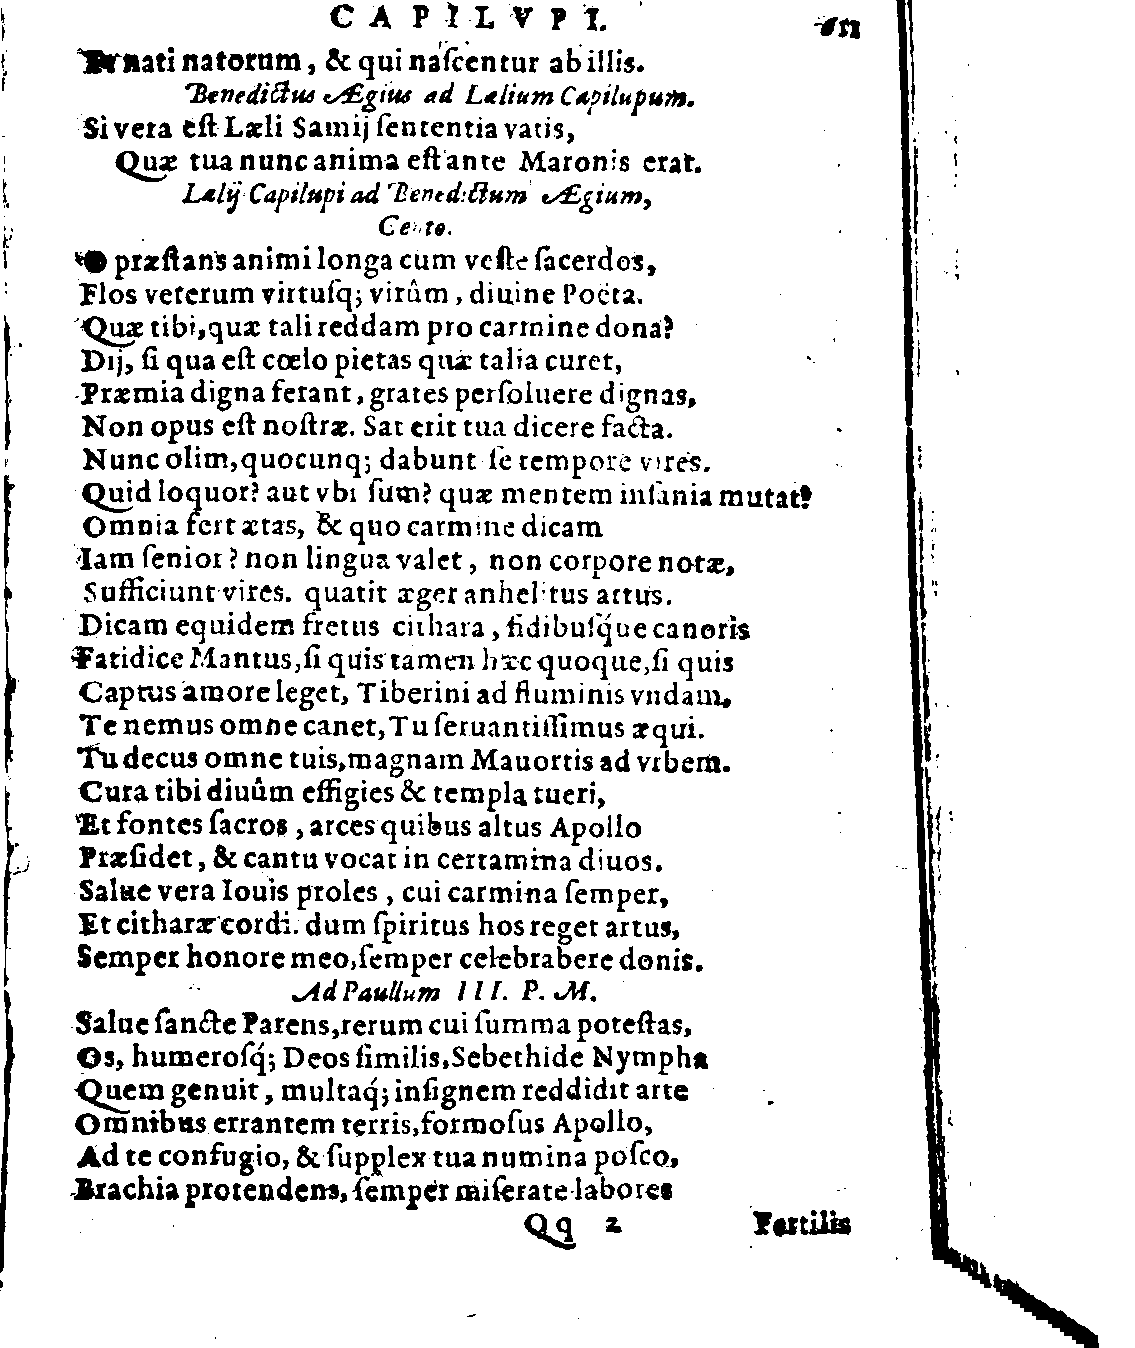 CAPILVPI. 611
Et nati natorum, & qui naſcentur ab illis.
Benedictus Ægius ad Lælium Capilupum.
Si vera eſt Læli Samij ſententia vatis,
Quæ tua nunc anima eſt ante Maronis erat.
Lælij Capilupi ad Benedictum Ægium,
Cento.
O præſtans animi longa cum veſte ſacerdos,
Flos veterum virtuſq; virûm, diuine Poëta.
Quæ tibi, quæ tali reddam pro carmine dona?
Dij, ſi qua eſt cœlo pietas quæ talia curet,
Præmia digna ferant, grates perſoluere dignas,
Non opus eſt noſtræ. Sat erit tua dicere facta.
Nunc olim, quocunq; dabunt ſe tempore vires.
Quid loquor? aut vbi ſum? quæ mentem inſania mutat?
Omnia fert ætas, & quo carmine dicam
Iam ſenior? non lingua valet, non corpore notæ,
Sufficiunt vires. quatit æger anhelitus artus.
Dicam equidem fretus cithara, fidibuſq́ue canoris
Fatidicæ Mantus, ſi quis tamen hæc quoque, ſi quis
Captus amore leget, Tiberini ad fluminis vndam,
Te nemus omne canet, Tu ſeruantiſſimus æqui.
Tu decus omne tuis, magnam Mauortis ad vrbem.
Cura tibi diuûm effigies & templa tueri,
Et fontes ſacros, arces quibus altus Apollo
Præſidet, & cantu vocat in certamina diuos.
Salue vera Iouis proles, cui carmina ſemper,
Et citharæ cordi. dum ſpiritus hos reget artus,
Semper honore meo, ſemper celebrabere donis.
Ad Paullum III. P. M.
Salue ſancte Parens, rerum cui ſumma poteſtas,
Os, humeroſq́; Deos ſimilis, Sebethide Nympha
Quem genuit, multaq́; inſignem reddidit arte
Omnibus errantem terris, formoſus Apollo,
Ad te confugio, & ſupplex tua numina poſco,
Brachia protendens, ſemper miſerate labores
Qq 2 Fertilis